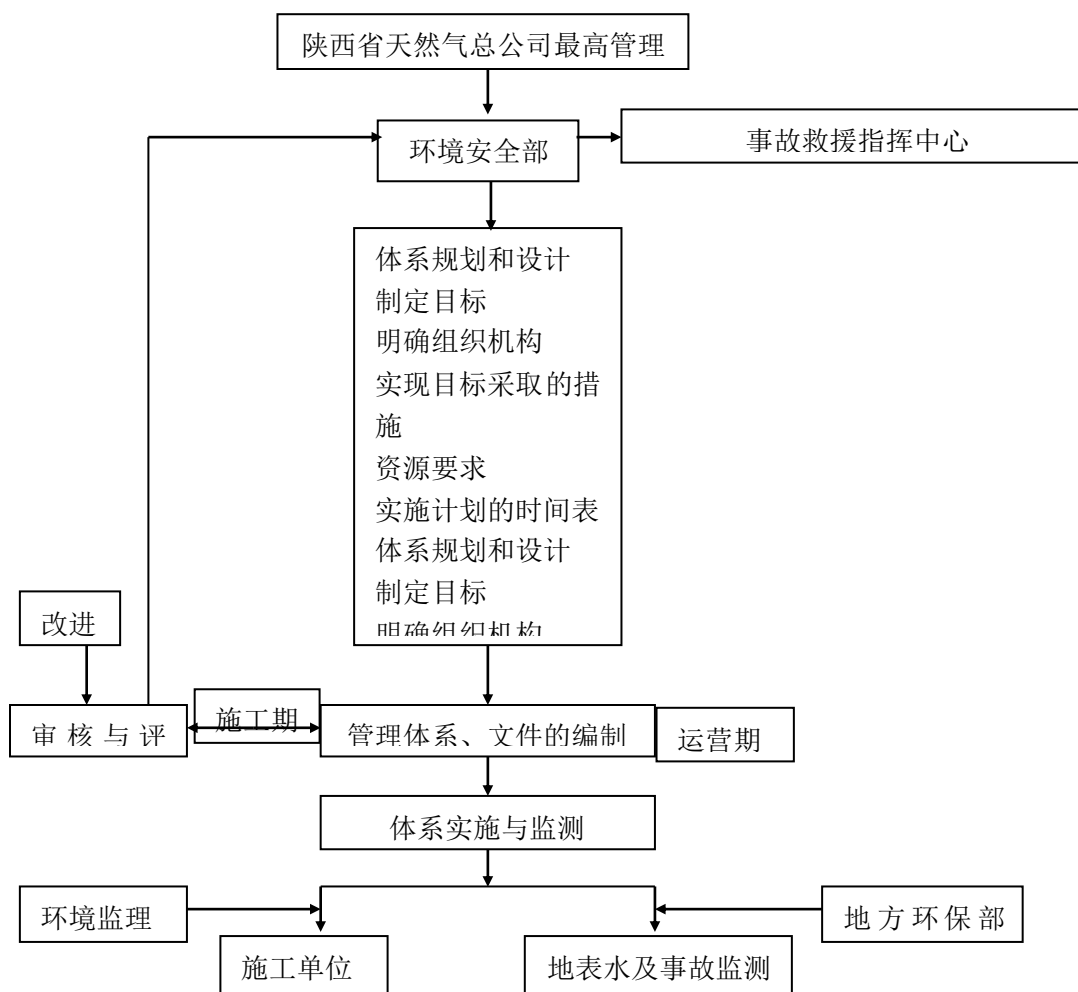 陕西省天然气总公司最高管理
环境安全部
事故救援指挥中心
体系规划和设计
制定目标
明确组织机构
实现目标采取的措
施
资源要求
实施计划的时间表
体系规划和设计
制定目标
明确组织机构
改进
审核与评
施工期
管理体系、文件的编制
运营期
体系实施与监测
环境监理
地方环保部
施工单位
地表水及事故监测